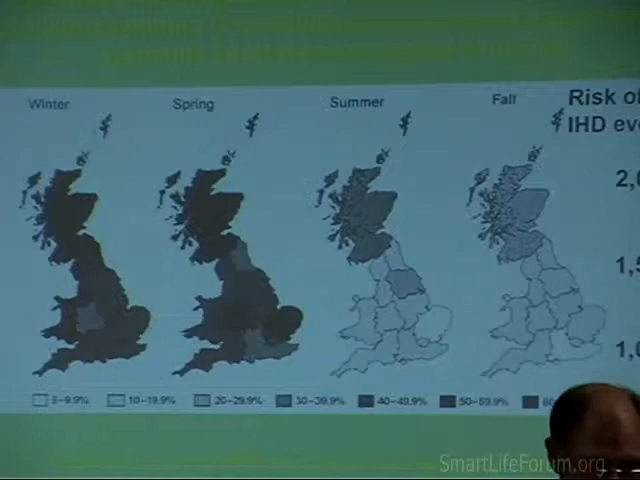 Winter
Spring
Summer
Fall
Risk of
IHD eve
2,0
1,5
1,0
0-9.9%
10-19.9%
20-29.9%
30-39.9%
40-49.9%
50-59.9%
60
SmartLifeForum.org